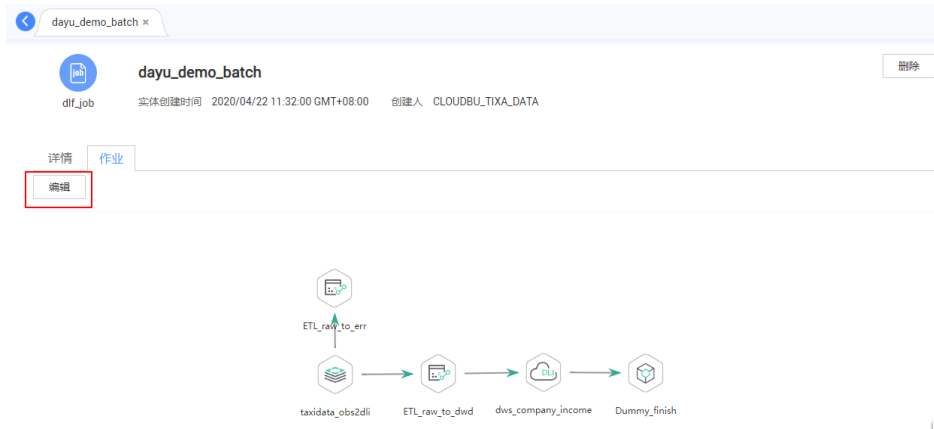 dayu_demo_batch ×
job
dayu_demo_batch
删除
dlf_job
实体创建时间 2020/04/22 11:32:00 GMT+08:00 创建人 CLOUDBU_TIXA_DATA
详情 作业
编辑
ETL_raw_to_err
DLI
taxidata_obs2dli ETL_raw_to_dwd dws_company_income Dummy_finish